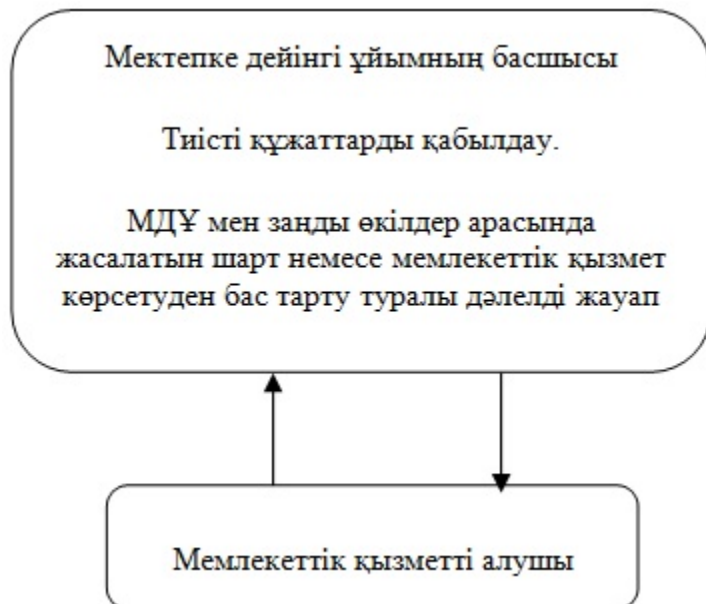 Мектепке дейінгі ұйымның басшысы
Тиісті құжаттарды қабылдау.
МДҰ мен заңды өкілдер арасында
жасалатын шарт немесе мемлекеттік қызмет
көрсетуден бас тарту туралы дәлелді жауап
Мемлекеттік қызметті алушы